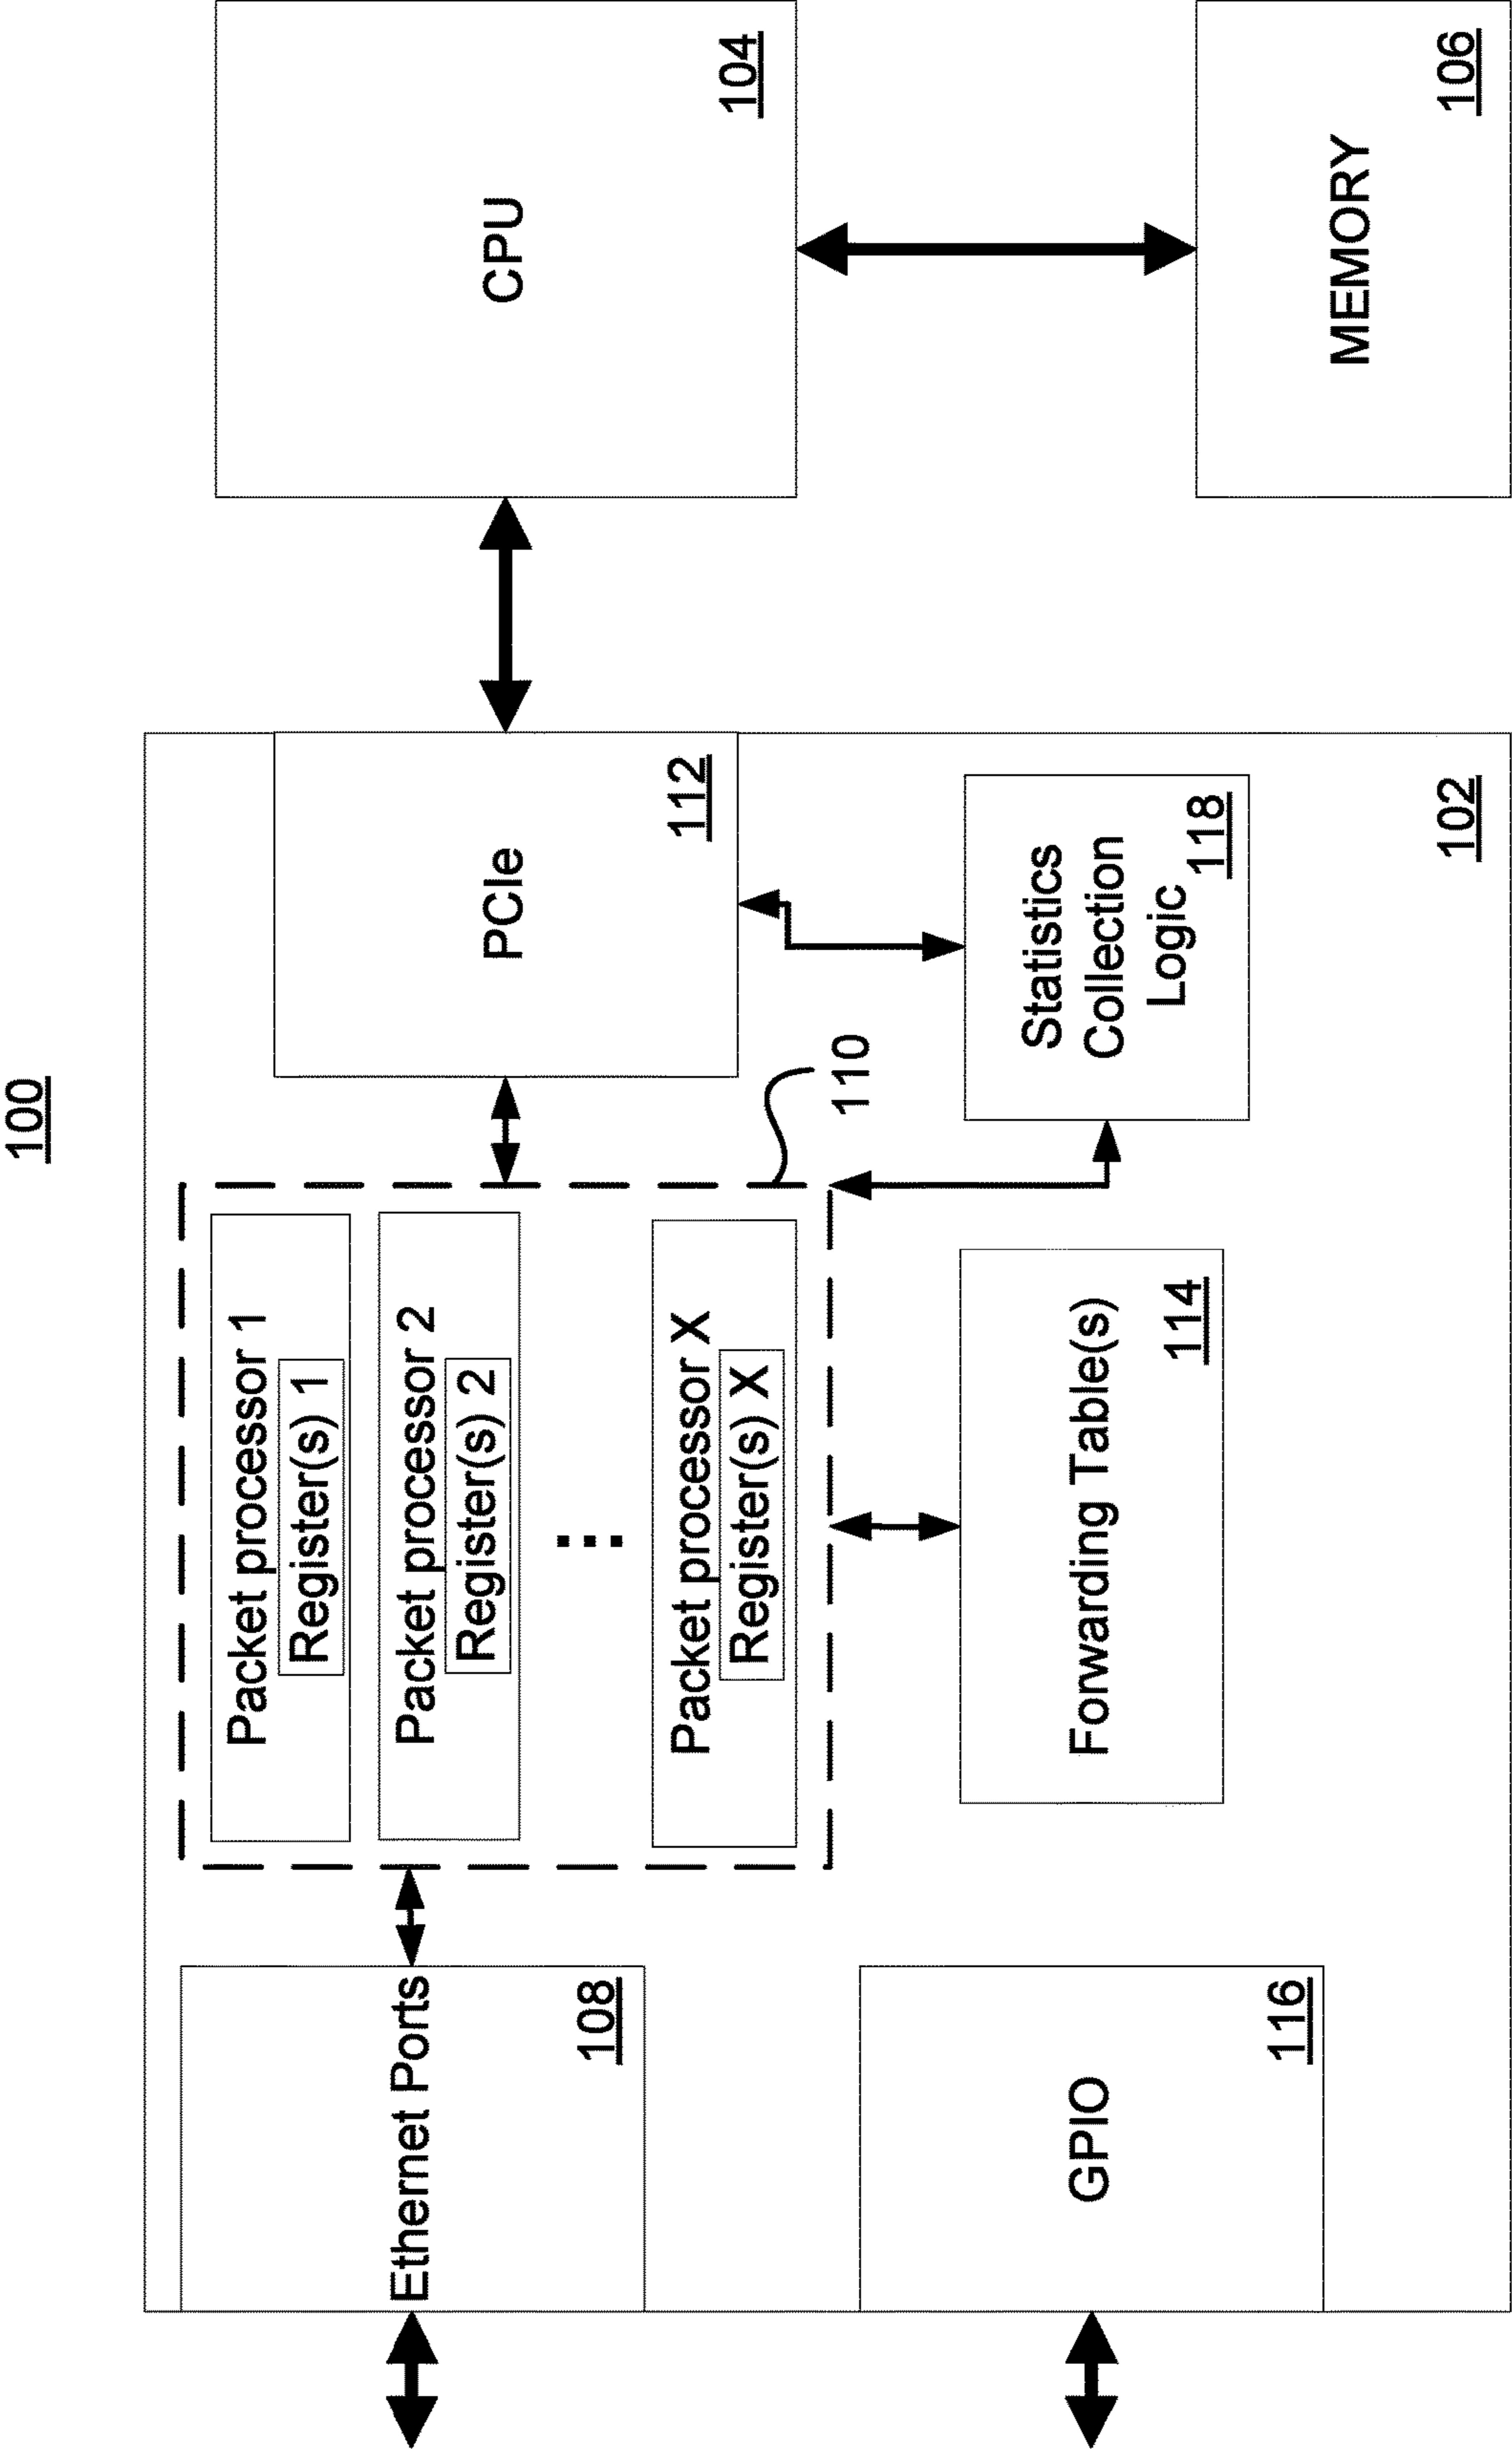 100
Ethernet Ports
108
GPIO
116
Packet processor 1
Register(s) 1
Packet processor 2
Register(s) 2
...
Packet processor X
Register(s) X
110
Forwarding Table(s)
114
PCIe
112
Statistics
Collection
Logic
118
102
CPU
104
MEMORY
106